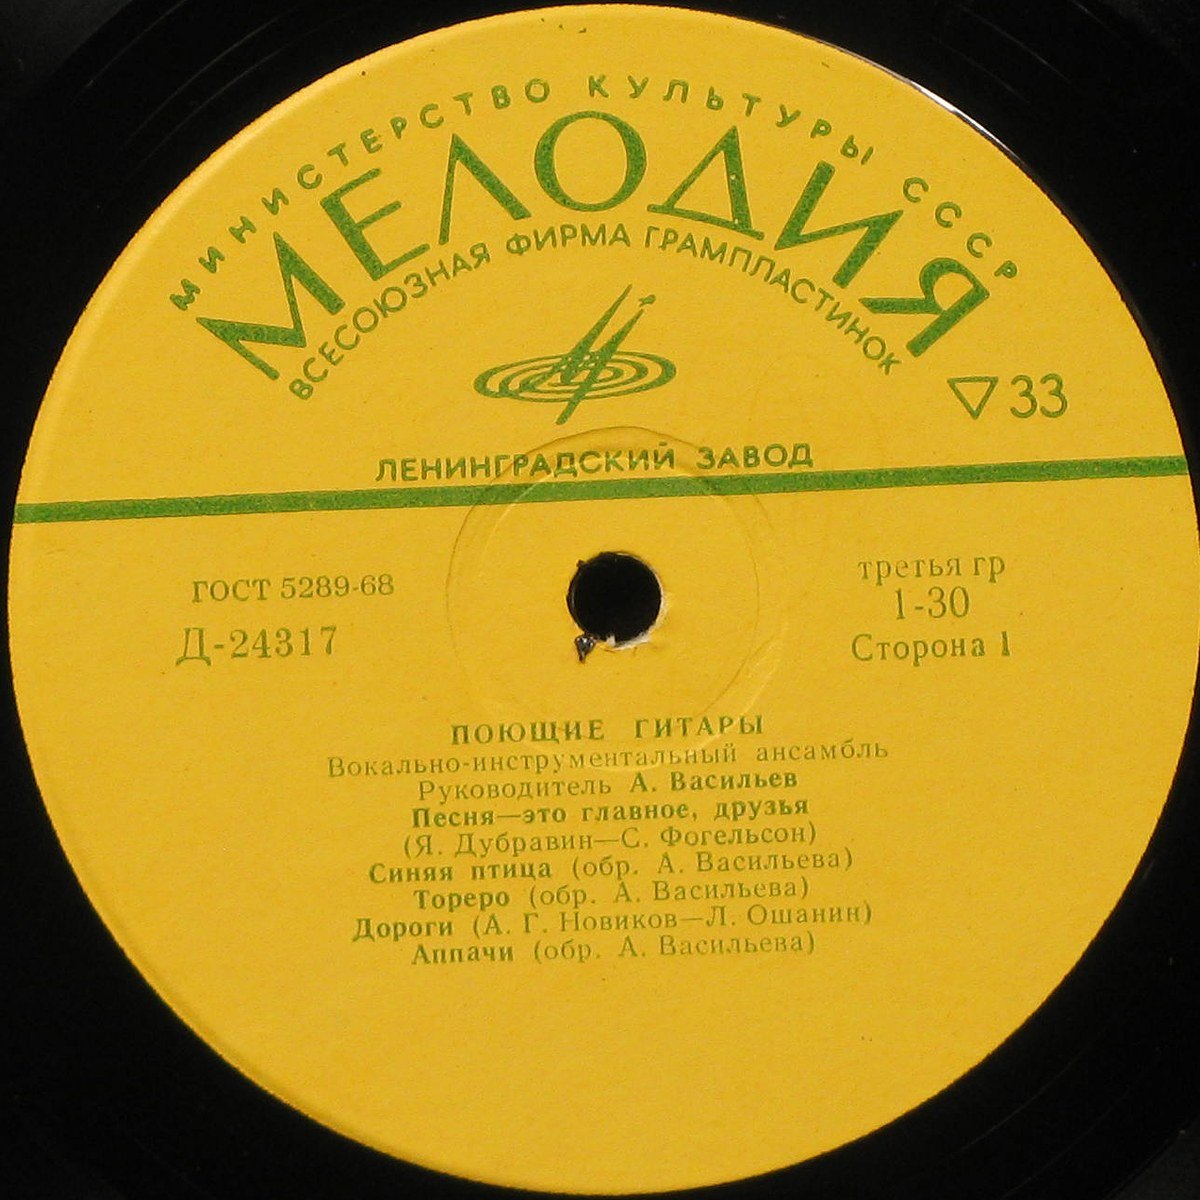 МИНИСТЕРСТВО КУЛЬТУРЫ СССР
МЕЛОДИЯ
ВСЕСОЮЗНАЯ ФИРМА ГРАМПЛАСТИНОК
33
ЛЕНИНГРАДСКИЙ ЗАВОД
ГОСТ 5289-68
Д-24317
третья гр
1-30
Сторона 1
ПОЮЩИЕ ГИТАРЫ
Вокально-инструментальный ансамбль
Руководитель А. Васильев
Песня—это главное, друзья
(Я. Дубравин—С. Фогельсон)
Синяя птица (обр. А. Васильева)
Тореро (обр. А. Васильева)
Дороги (А. Г. Новиков—Л. Ошанин)
Аппачи (обр. А. Васильева)